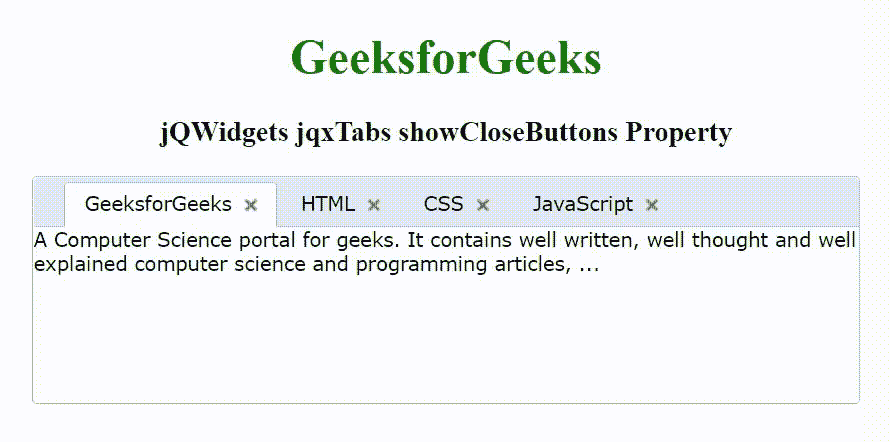 GeeksforGeeks
jQWidgets jqxTabs showCloseButtons Property
GeeksforGeeks HTML CSS JavaScript
A Computer Science portal for geeks. It contains well written, well thought and well
explained computer science and programming articles, ...